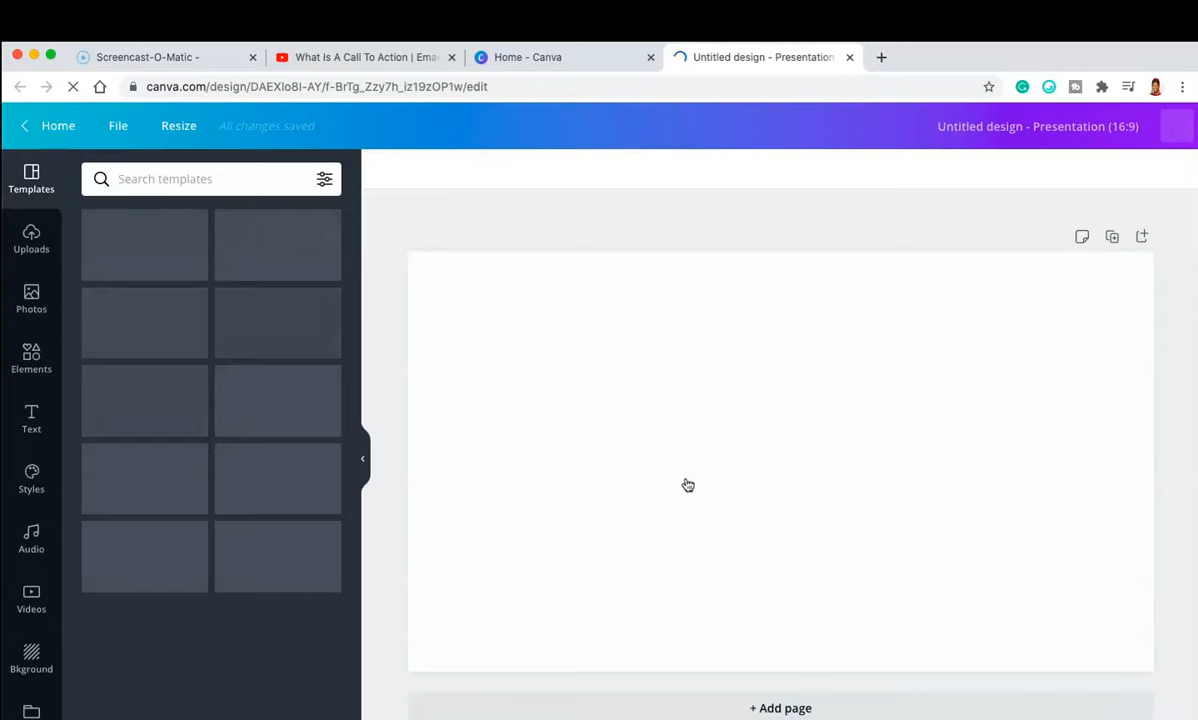 Screencast-O-Matic -
What Is A Call To Action | Ema
Home - Canva
Untitled design - Presentation
canva.com/design/DAEXIo8I-AY/f-BrTg_Zzy7h_iz19zOP1w/edit
Home
File
Resize
All changes saved
Untitled design - Presentation (16:9)
Templates
Search templates
Uploads
Photos
Elements
Text
Styles
Audio
Videos
Bkground
+ Add page